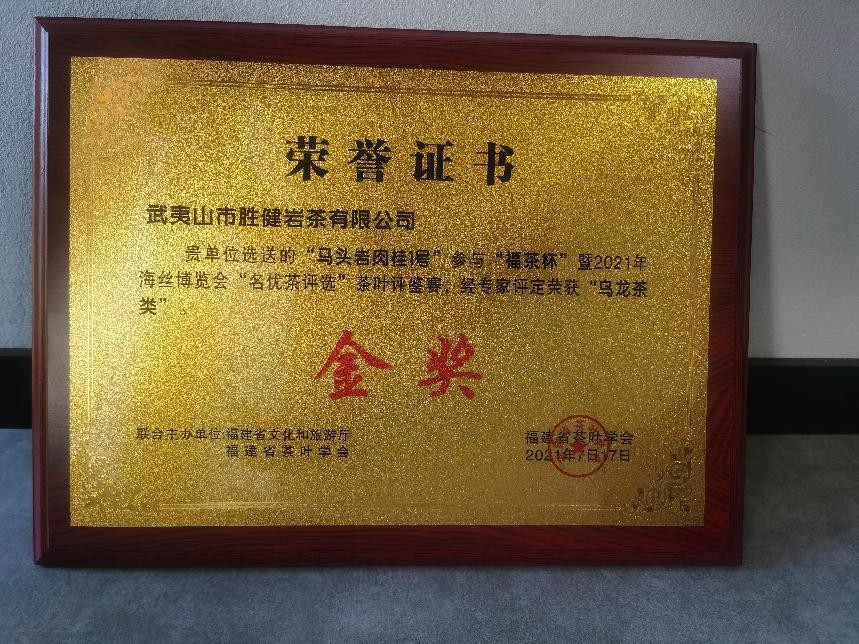 荣誉证书
武夷山市胜健岩茶有限公司
贵单位选送的“马头岩肉桂1号”参与“福茶杯”暨2021年
海丝博览会“名优茶评选”茶叶评鉴赛，经专家评定荣获“乌龙茶
类”。
金奖
联合主办单位:福建省文化和旅游厅
福建省茶叶学会
福建省茶叶学会
2021年7月17日